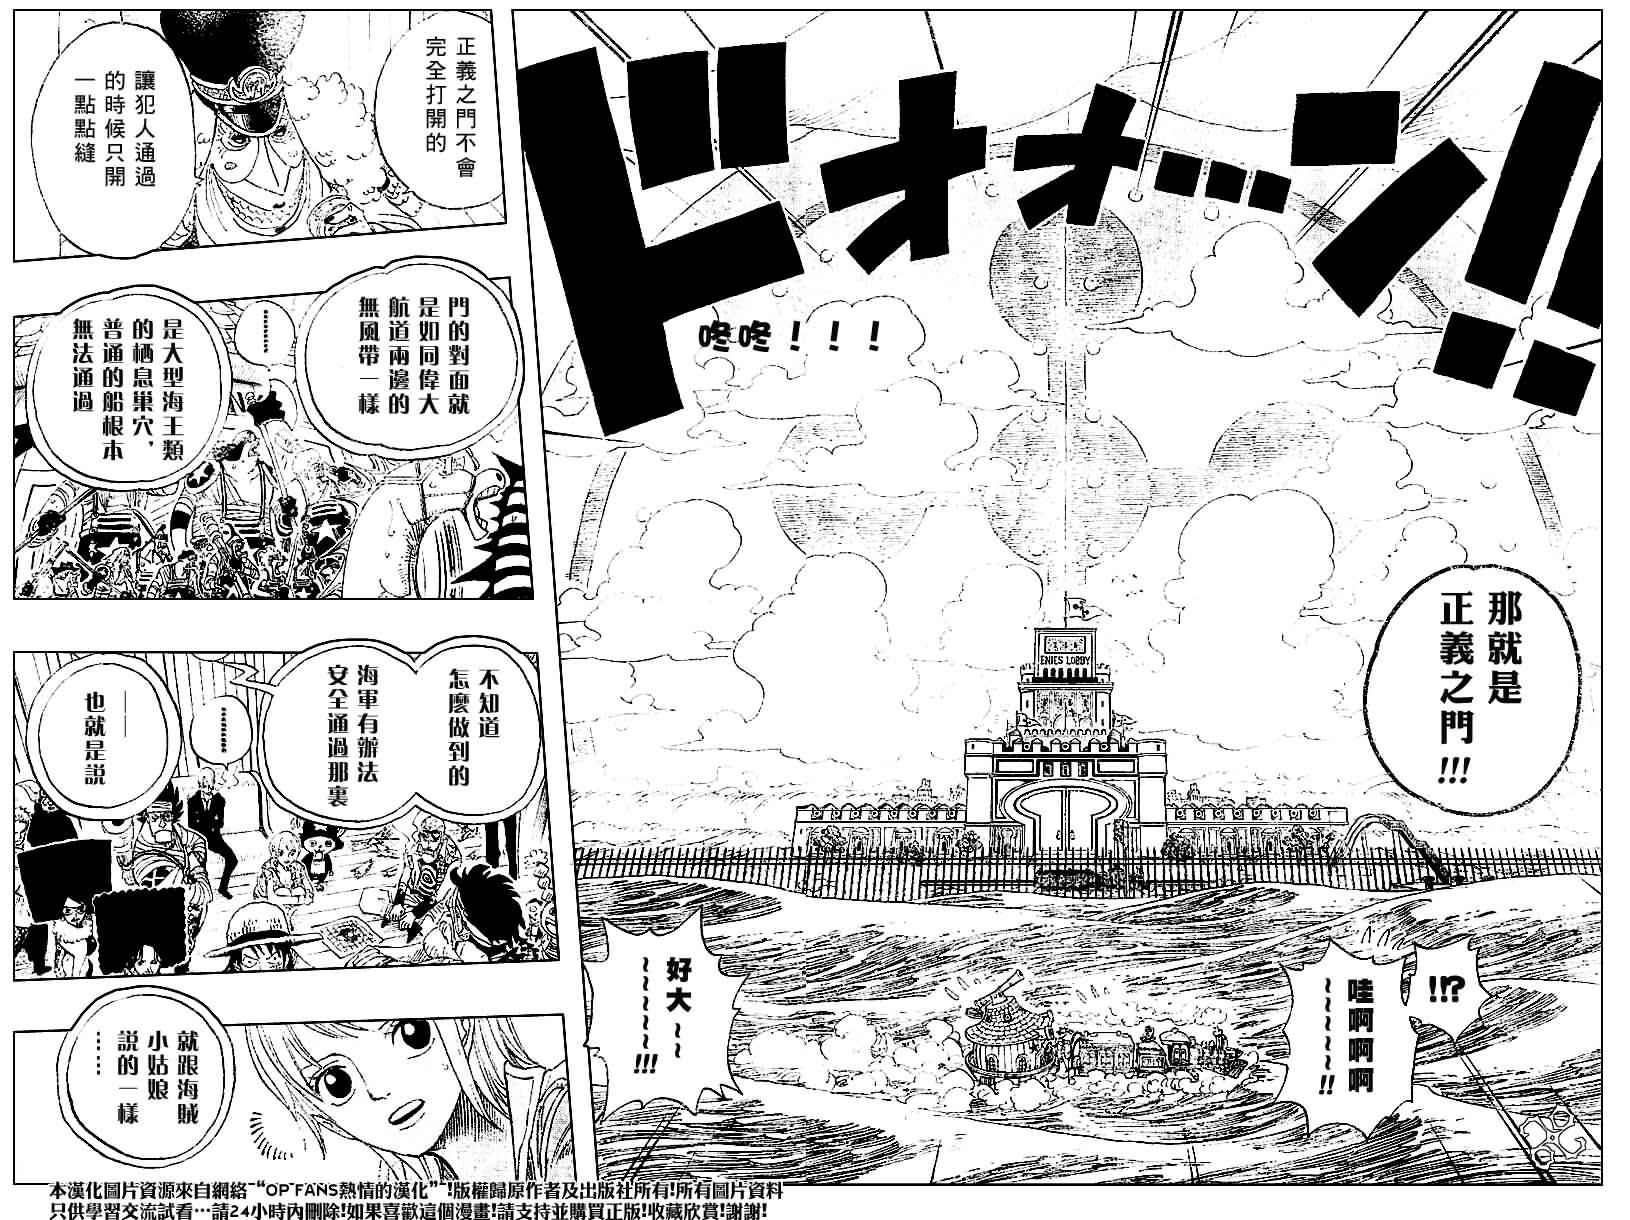 ドオオォーン!!
咚咚！！！
ENIES LOBBY
那就是
正義之門!!!
!!?
哇啊啊啊
~~~~~!!
好大~~
~~~~~~!!!
正義之門不會
完全打開的
讓犯人通過
的時候只開
一點點縫
門的對面就
是如同偉大
航道兩邊的
無風帶一樣
………
是大型海王類
的栖息巢穴，
普通的船根本
無法通過
不知道
怎麼做到的
海軍有辦法
安全通過那裏
………
——
也就是説
就跟海賊
小姑娘
説的一樣
……
本漢化圖片資源來自網絡“OP FANS熱情的漢化”!版權歸原作者及出版社所有!所有圖片資料
只供學習交流試看…請24小時內刪除!如果喜歡這個漫畫!請支持並購買正版!收藏欣賞!謝謝!